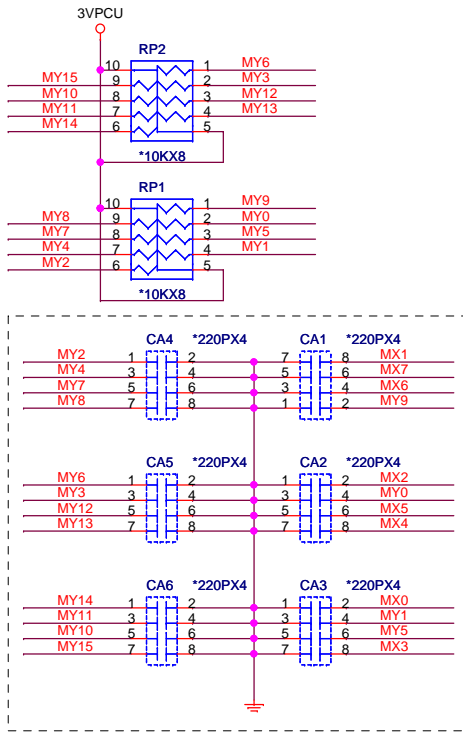 3VPCU
RP2
10 1 MY6
MY15 9 2 MY3
MY10 8 3 MY12
MY11 7 4 MY13
MY14 6 5
*10KX8
RP1
10 1 MY9
MY8 9 2 MY0
MY7 8 3 MY5
MY4 7 4 MY1
MY2 6 5
*10KX8
CA4 *220PX4 CA1 *220PX4
MY2 1 2 7 8 MX1
MY4 3 4 5 6 MX7
MY7 5 6 3 4 MX6
MY8 7 8 1 2 MY9
CA5 *220PX4 CA2 *220PX4
MY6 1 2 1 2 MX2
MY3 3 4 3 4 MY0
MY12 5 6 5 6 MX5
MY13 7 8 7 8 MX4
CA6 *220PX4 CA3 *220PX4
MY14 1 2 1 2 MX0
MY11 3 4 3 4 MY1
MY10 5 6 5 6 MY5
MY15 7 8 7 8 MX3